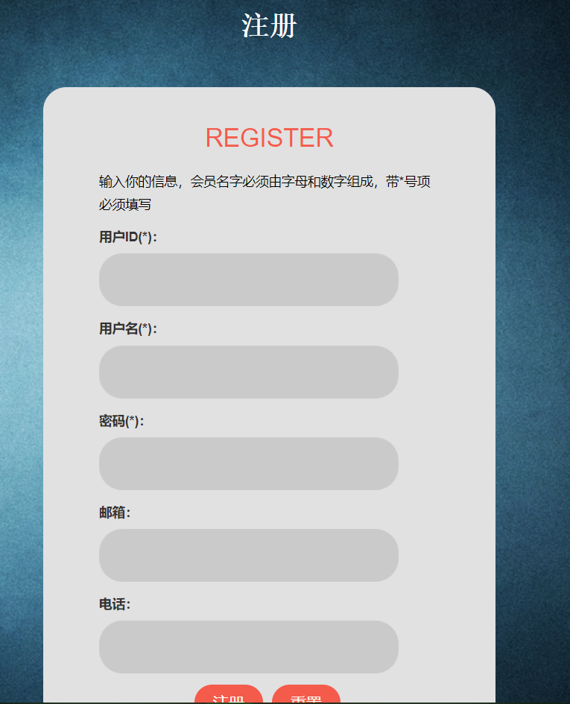 注册
REGISTER
输入你的信息，会员名字必须由字母和数字组成，带*号项
必须填写
用户ID(*):
用户名(*):
密码(*):
邮箱:
电话:
注册 重置